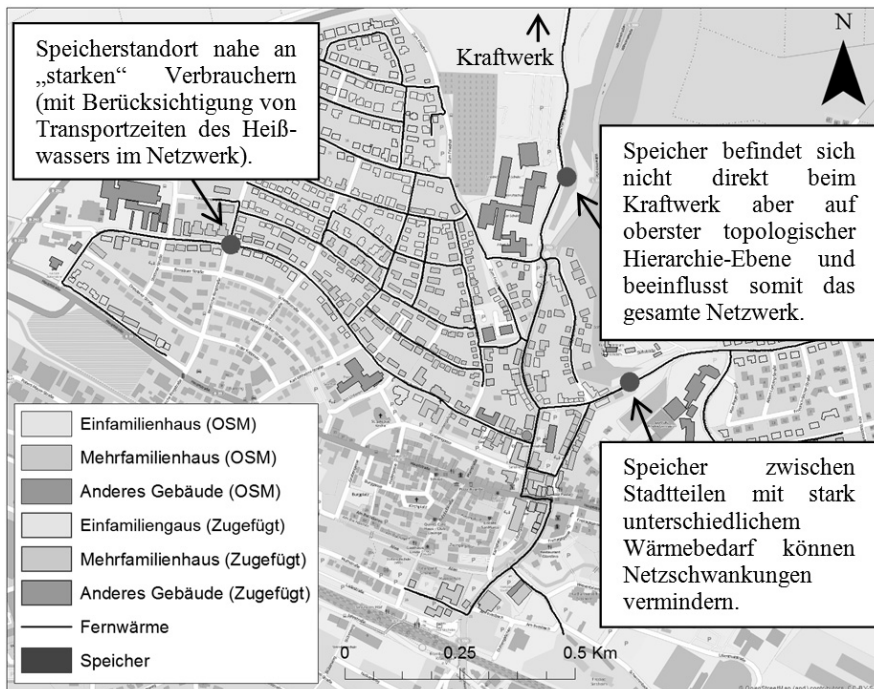 Speicherstandort nahe an
„starken“ Verbrauchern
(mit Berücksichtigung von
Transportzeiten des Heiß-
wassers im Netzwerk).
Kraftwerk
N
Speicher befindet sich
nicht direkt beim
Kraftwerk aber auf
oberster topologischer
Hierarchie-Ebene und
beeinflusst somit das
gesamte Netzwerk.
Speicher zwischen
Stadtteilen mit stark
unterschiedlichem
Wärmebedarf können
Netzschwankungen
vermindern.
Einfamilienhaus (OSM)
Mehrfamilienhaus (OSM)
Anderes Gebäude (OSM)
Einfamiliengaus (Zugefügt)
Mehrfamilienhaus (Zugefügt)
Anderes Gebäude (Zugefügt)
Fernwärme
Speicher
0 0.25 0.5 Km